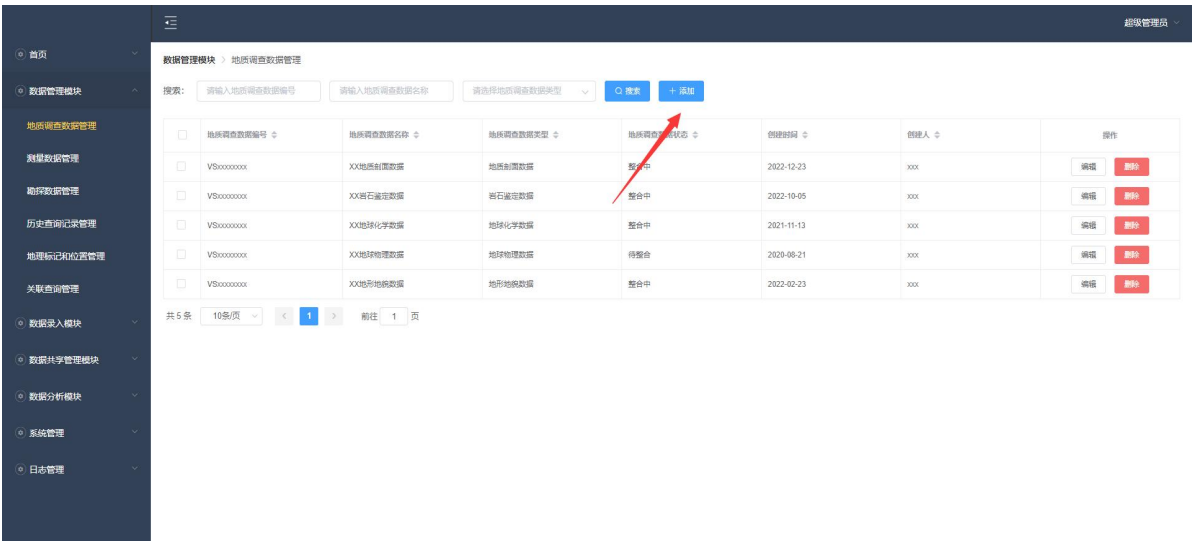 超级管理员
首页
数据管理模块
地质调查数据管理
测量数据管理
勘探数据管理
历史查询记录管理
地理标记和位置管理
关联查询管理
数据录入模块
数据共享管理模块
数据分析模块
系统管理
日志管理
数据管理模块 > 地质调查数据管理
搜索: 请输入地质调查数据编号 请输入地质调查数据名称 请选择地质调查数据类型 搜索 + 添加
地质调查数据编号 地质调查数据名称 地质调查数据类型 地质调查数据状态 创建时间 创建人 操作
VSxxxxxxxx XX地质剖面数据 地质剖面数据 整合中 2022-12-23 xxx 编辑 删除
VSxxxxxxxx XX岩石鉴定数据 岩石鉴定数据 整合中 2022-10-05 xxx 编辑 删除
VSxxxxxxxx XX地球化学数据 地球化学数据 整合中 2021-11-13 xxx 编辑 删除
VSxxxxxxxx XX地球物理数据 地球物理数据 待整合 2020-08-21 xxx 编辑 删除
VSxxxxxxxx XX地形地貌数据 地形地貌数据 整合中 2022-02-23 xxx 编辑 删除
共 5 条 10条/页 < 1 > 前往 1 页